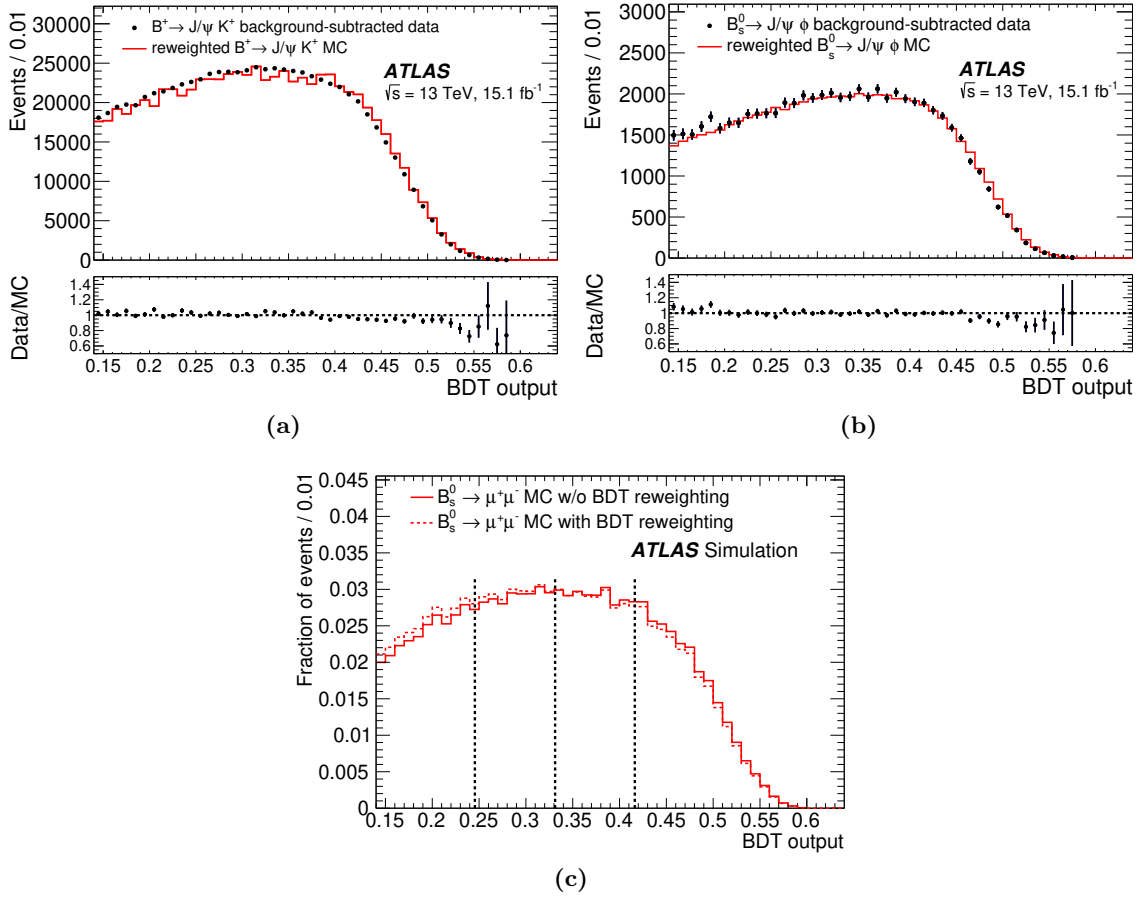 B⁺→ J/ψ K⁺ background-subtracted data
reweighted B⁺→ J/ψ K⁺ MC
ATLAS
√s = 13 TeV, 15.1 fb⁻¹
Events / 0.01
30000
25000
20000
15000
10000
5000
0
Data/MC
1.4
1.2
1
0.8
0.6
0.15 0.2 0.25 0.3 0.35 0.4 0.45 0.5 0.55 0.6
BDT output
(a)
B⁰ₛ→ J/ψ ϕ background-subtracted data
reweighted B⁰ₛ→ J/ψ ϕ MC
ATLAS
√s = 13 TeV, 15.1 fb⁻¹
Events / 0.01
3000
2500
2000
1500
1000
500
0
Data/MC
1.4
1.2
1
0.8
0.6
0.15 0.2 0.25 0.3 0.35 0.4 0.45 0.5 0.55 0.6
BDT output
(b)
B⁰ₛ → μ⁺μ⁻ MC w/o BDT reweighting
B⁰ₛ → μ⁺μ⁻ MC with BDT reweighting
ATLAS Simulation
Fraction of events / 0.01
0.045
0.04
0.035
0.03
0.025
0.02
0.015
0.01
0.005
0
0.15 0.2 0.25 0.3 0.35 0.4 0.45 0.5 0.55 0.6
BDT output
(c)